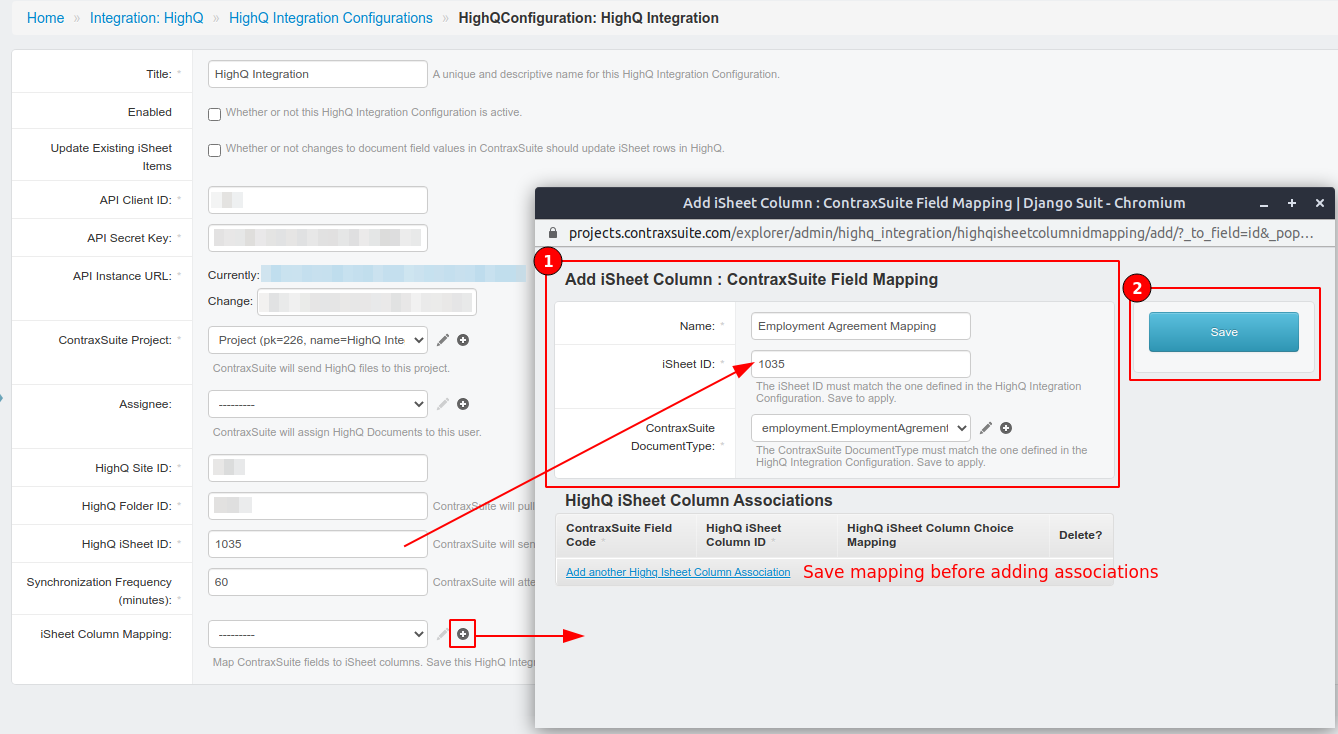 Home » Integration: HighQ » HighQ Integration Configurations » HighQConfiguration: HighQ Integration
Title: *
HighQ Integration
A unique and descriptive name for this HighQ Integration Configuration.
Enabled
Whether or not this HighQ Integration Configuration is active.
Update Existing iSheet
Items
Whether or not changes to document field values in ContraxSuite should update iSheet rows in HighQ.
API Client ID: *
API Secret Key: *
API Instance URL: *
Currently:
Change:
ContraxSuite Project: *
Project (pk=226, name=HighQ Inte
ContraxSuite will send HighQ files to this project.
Assignee:
---------
ContraxSuite will assign HighQ Documents to this user.
HighQ Site ID: *
HighQ Folder ID: *
ContraxSuite will pull
HighQ iSheet ID: *
1035
ContraxSuite will sen
Synchronization Frequency
(minutes): *
60
ContraxSuite will atte
iSheet Column Mapping:
---------
Map ContraxSuite fields to iSheet columns. Save this HighQ Integr
Add iSheet Column : ContraxSuite Field Mapping | Django Suit - Chromium
projects.contraxsuite.com/explorer/admin/highq_integration/highqisheetcolumnidmapping/add/?_to_field=id&_pop...
1
Add iSheet Column : ContraxSuite Field Mapping
Name: *
Employment Agreement Mapping
iSheet ID: *
1035
The iSheet ID must match the one defined in the HighQ Integration
Configuration. Save to apply.
ContraxSuite
DocumentType: *
employment.EmploymentAgreement
The ContraxSuite DocumentType must match the one defined in the
HighQ Integration Configuration. Save to apply.
2
Save
HighQ iSheet Column Associations
ContraxSuite Field
Code *
HighQ iSheet
Column ID *
HighQ iSheet Column Choice
Mapping
Delete?
Add another Highq Isheet Column Association
Save mapping before adding associations